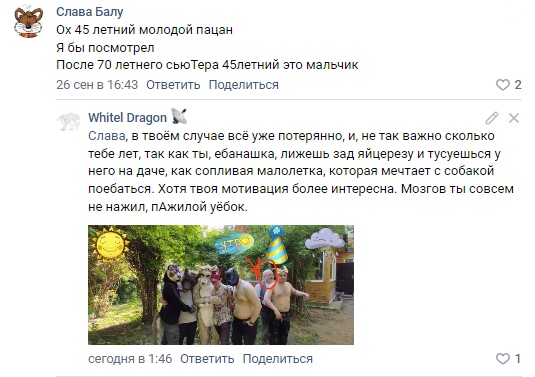 Слава Балу
Ох 45 летний молодой пацан
Я бы посмотрел
После 70 летнего сьюТера 45летний это мальчик
26 сен в 16:43 Ответить Поделиться 2
Whitel Dragon
Слава, в твоём случае всё уже потерянно, и, не так важно сколько
тебе лет, так как ты, ебанашка, лижешь зад яйцерезу и тусуешься у
него на даче, как сопливая малолетка, которая мечтает с собакой
поебаться. Хотя твоя мотивация более интересна. Мозгов ты совсем
не нажил, пАжилой уёбок.
УТРО
сегодня в 1:46 Ответить Поделиться 1